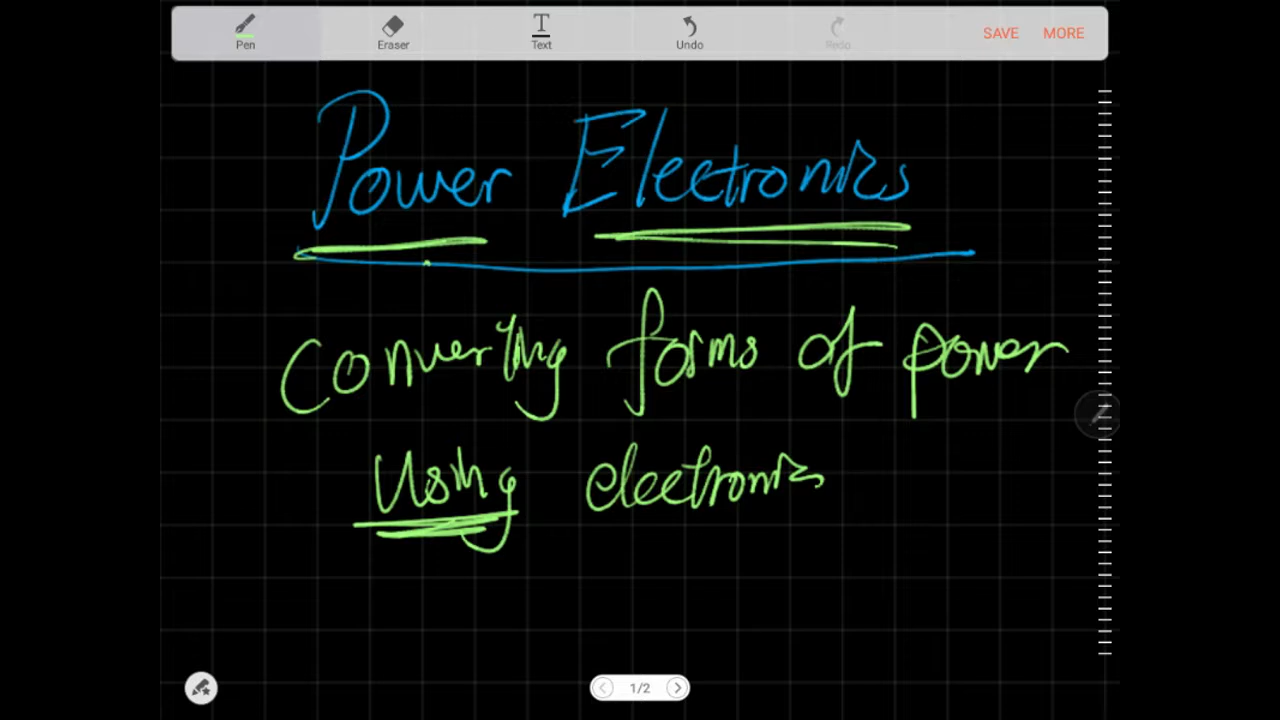 Pen Eraser Text Undo Redo SAVE MORE
Power Electronics
Converting forms of power
Using electronics
1/2